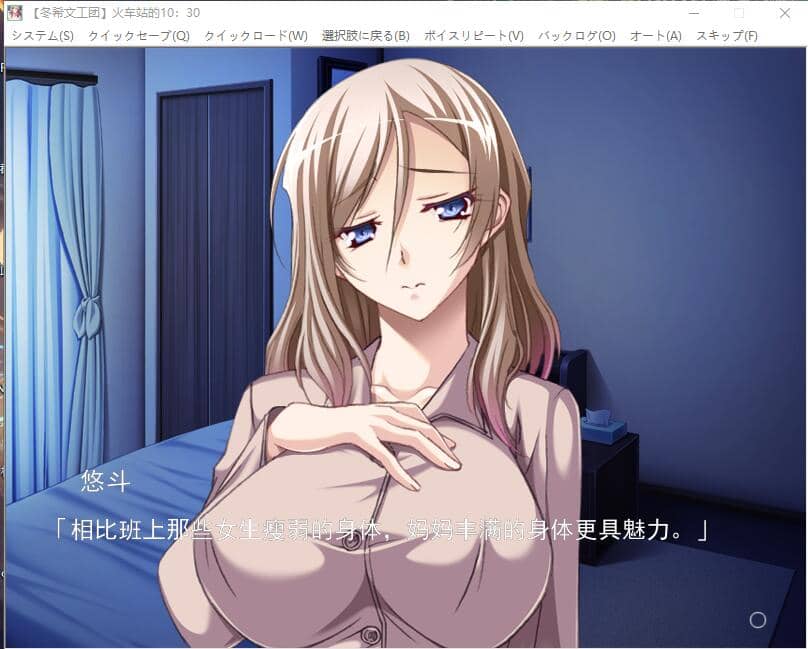 【冬希文工团】火车站的10：30
システム(S) クイックセーブ(Q) クイックロード(W) 選択肢に戻る(B) ボイスリピート(V) バックログ(O) オート(A) スキップ(F)
悠斗
「相比班上那些女生瘦弱的身体，妈妈丰满的身体更具魅力。」